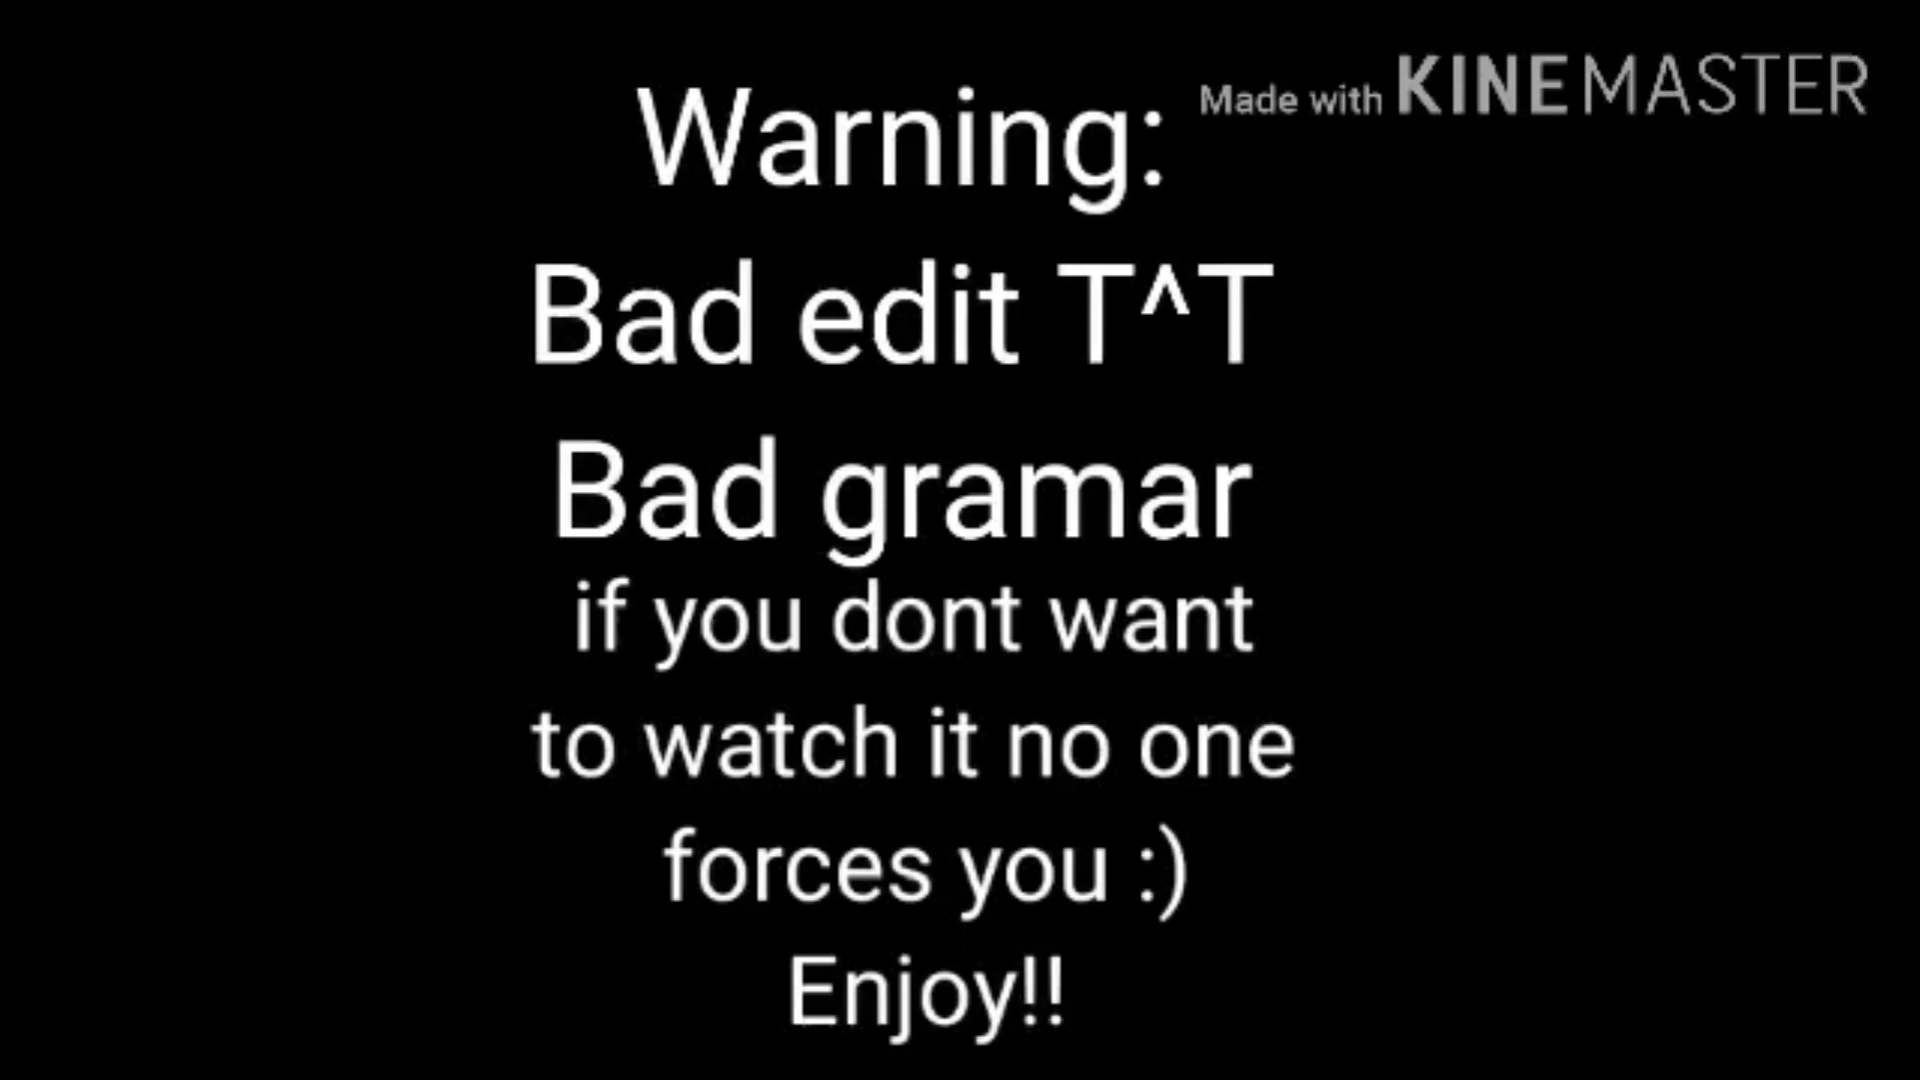 Made with KINEMASTER
Warning:
Bad edit T^T
Bad gramar
if you dont want
to watch it no one
forces you :)
Enjoy!!